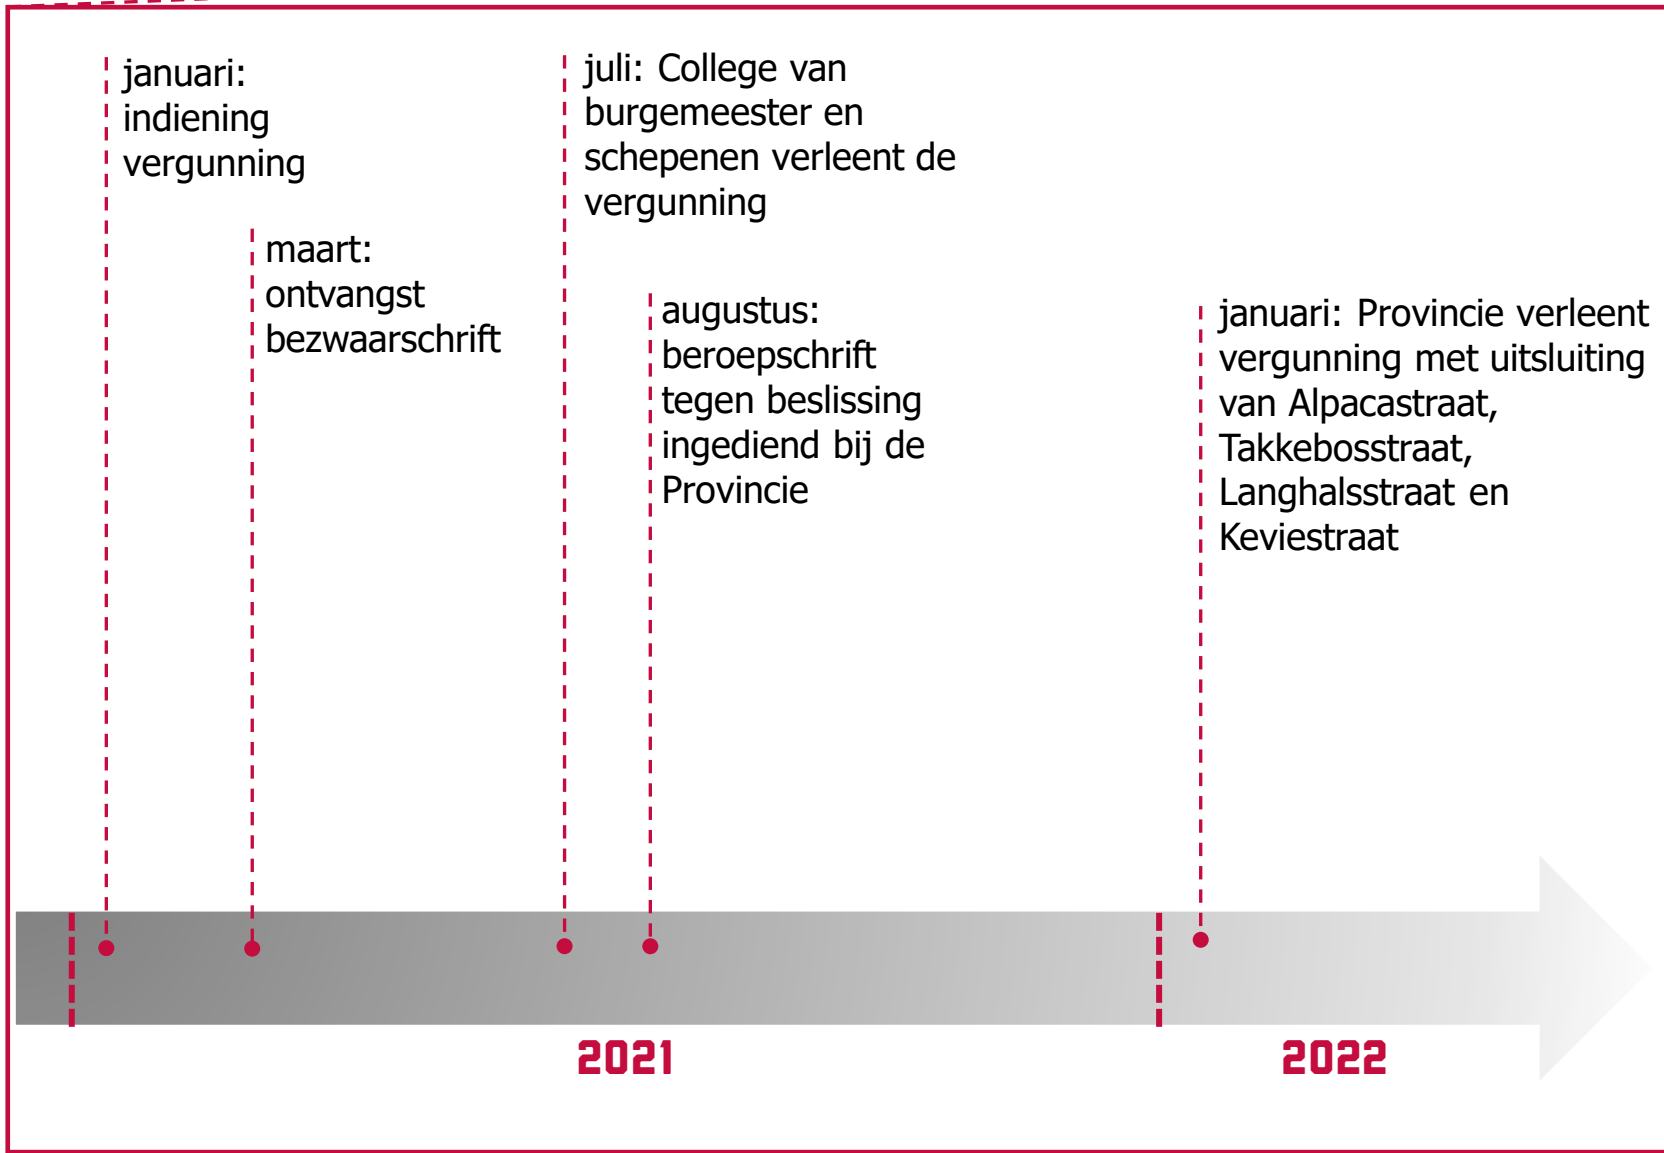 januari:
indiening
vergunning
maart:
ontvangst
bezwaarschrift
juli: College van
burgemeester en
schepenen verleent de
vergunning
augustus:
beroepschrift
tegen beslissing
ingediend bij de
Provincie
januari: Provincie verleent
vergunning met uitsluiting
van Alpacastraat,
Takkebosstraat,
Langhalsstraat en
Keviestraat
2021
2022